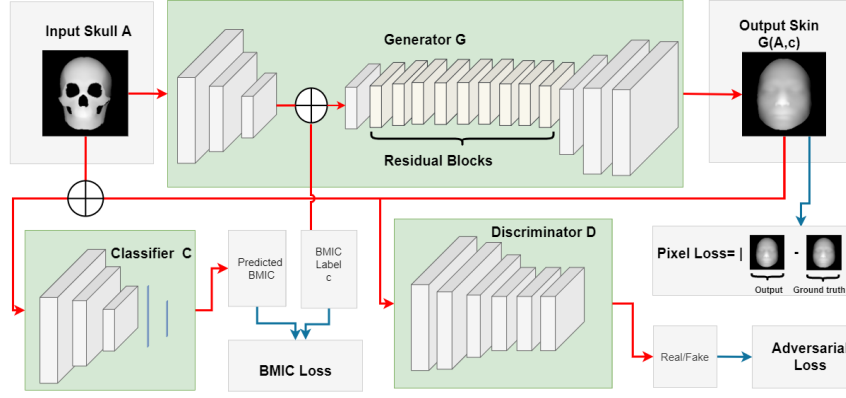 Input Skull A
Generator G
Output Skin
G(A,c)
Residual Blocks
Classifier C
Predicted
BMIC
BMIC
Label
c
Discriminator D
Pixel Loss= |
-
Output
Ground truth
BMIC Loss
Real/Fake
Adversarial
Loss